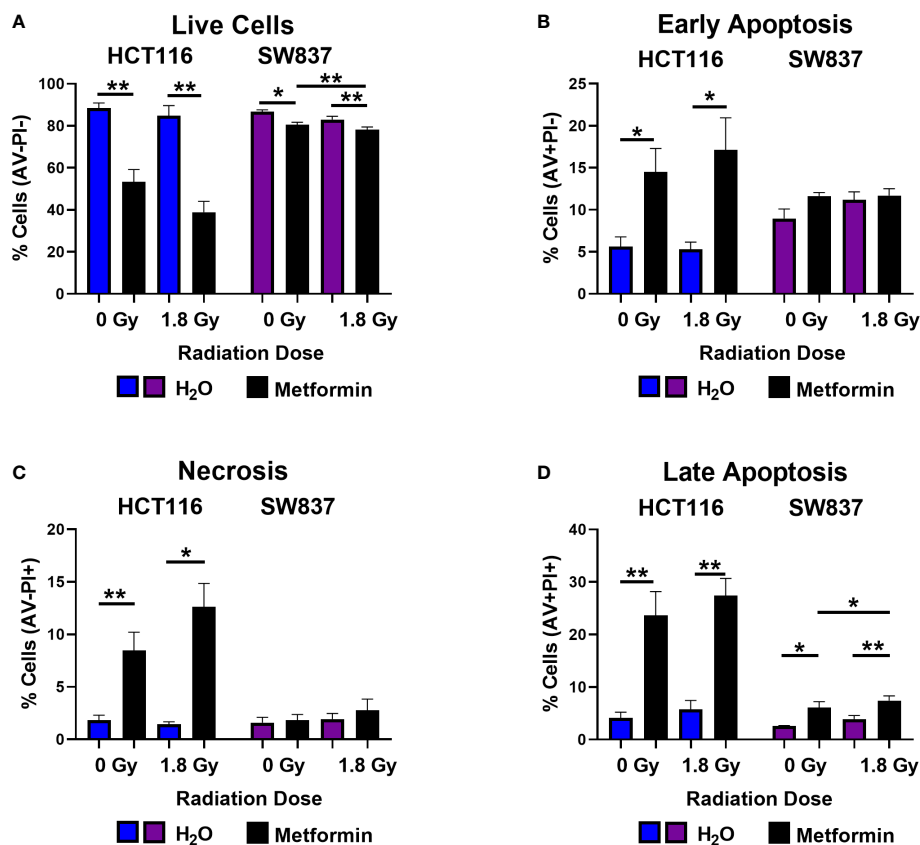 A
Live Cells
HCT116 SW837
** ** * ** **
% Cells (AV-PI-)
100
80
60
40
20
0
0 Gy 1.8 Gy 0 Gy 1.8 Gy
Radiation Dose
H₂O Metformin
B
Early Apoptosis
HCT116 SW837
* *
% Cells (AV+PI-)
25
20
15
10
5
0
0 Gy 1.8 Gy 0 Gy 1.8 Gy
Radiation Dose
H₂O Metformin
C
Necrosis
HCT116 SW837
** *
% Cells (AV-PI+)
20
15
10
5
0
0 Gy 1.8 Gy 0 Gy 1.8 Gy
Radiation Dose
H₂O Metformin
D
Late Apoptosis
HCT116 SW837
** ** * * **
% Cells (AV+PI+)
40
30
20
10
0
0 Gy 1.8 Gy 0 Gy 1.8 Gy
Radiation Dose
H₂O Metformin